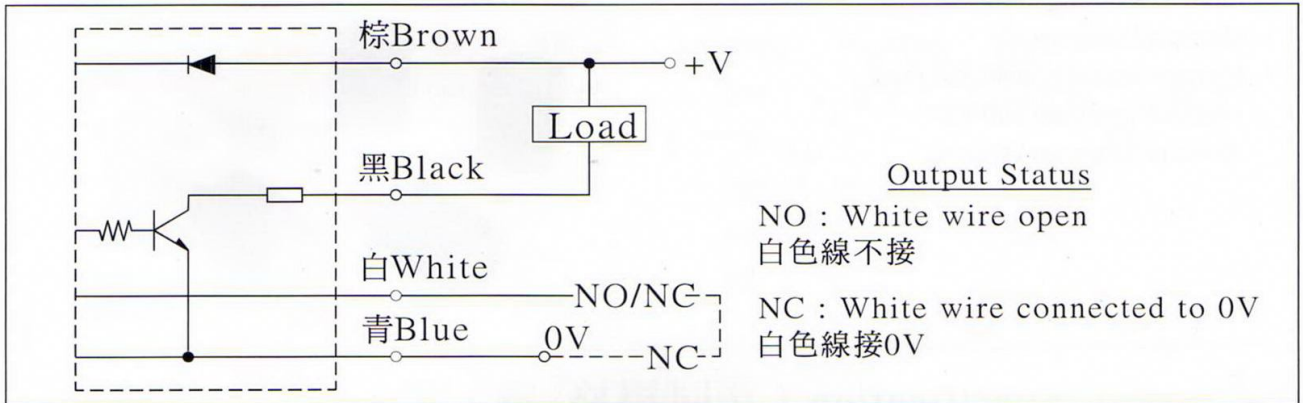 棕Brown
+V
Load
黑Black
白White
NO/NC
青Blue
0V
NC
Output Status
NO : White wire open
白色線不接
NC : White wire connected to 0V
白色線接0V